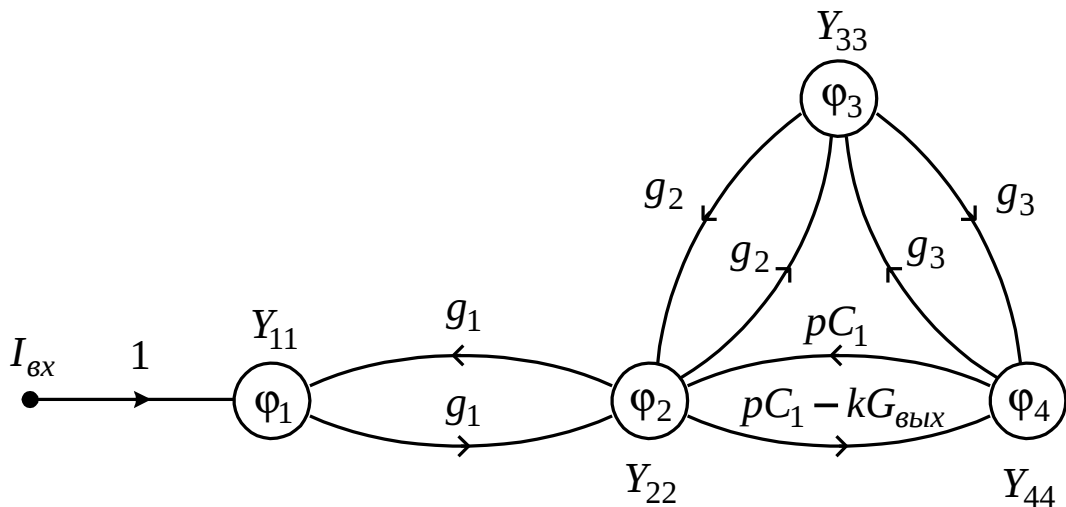 Y33
φ3
g2
g3
g2
g3
Iвх
1
Y11
g1
pC1
φ1
φ2
φ4
g1
pC1 − kGвых
Y22
Y44